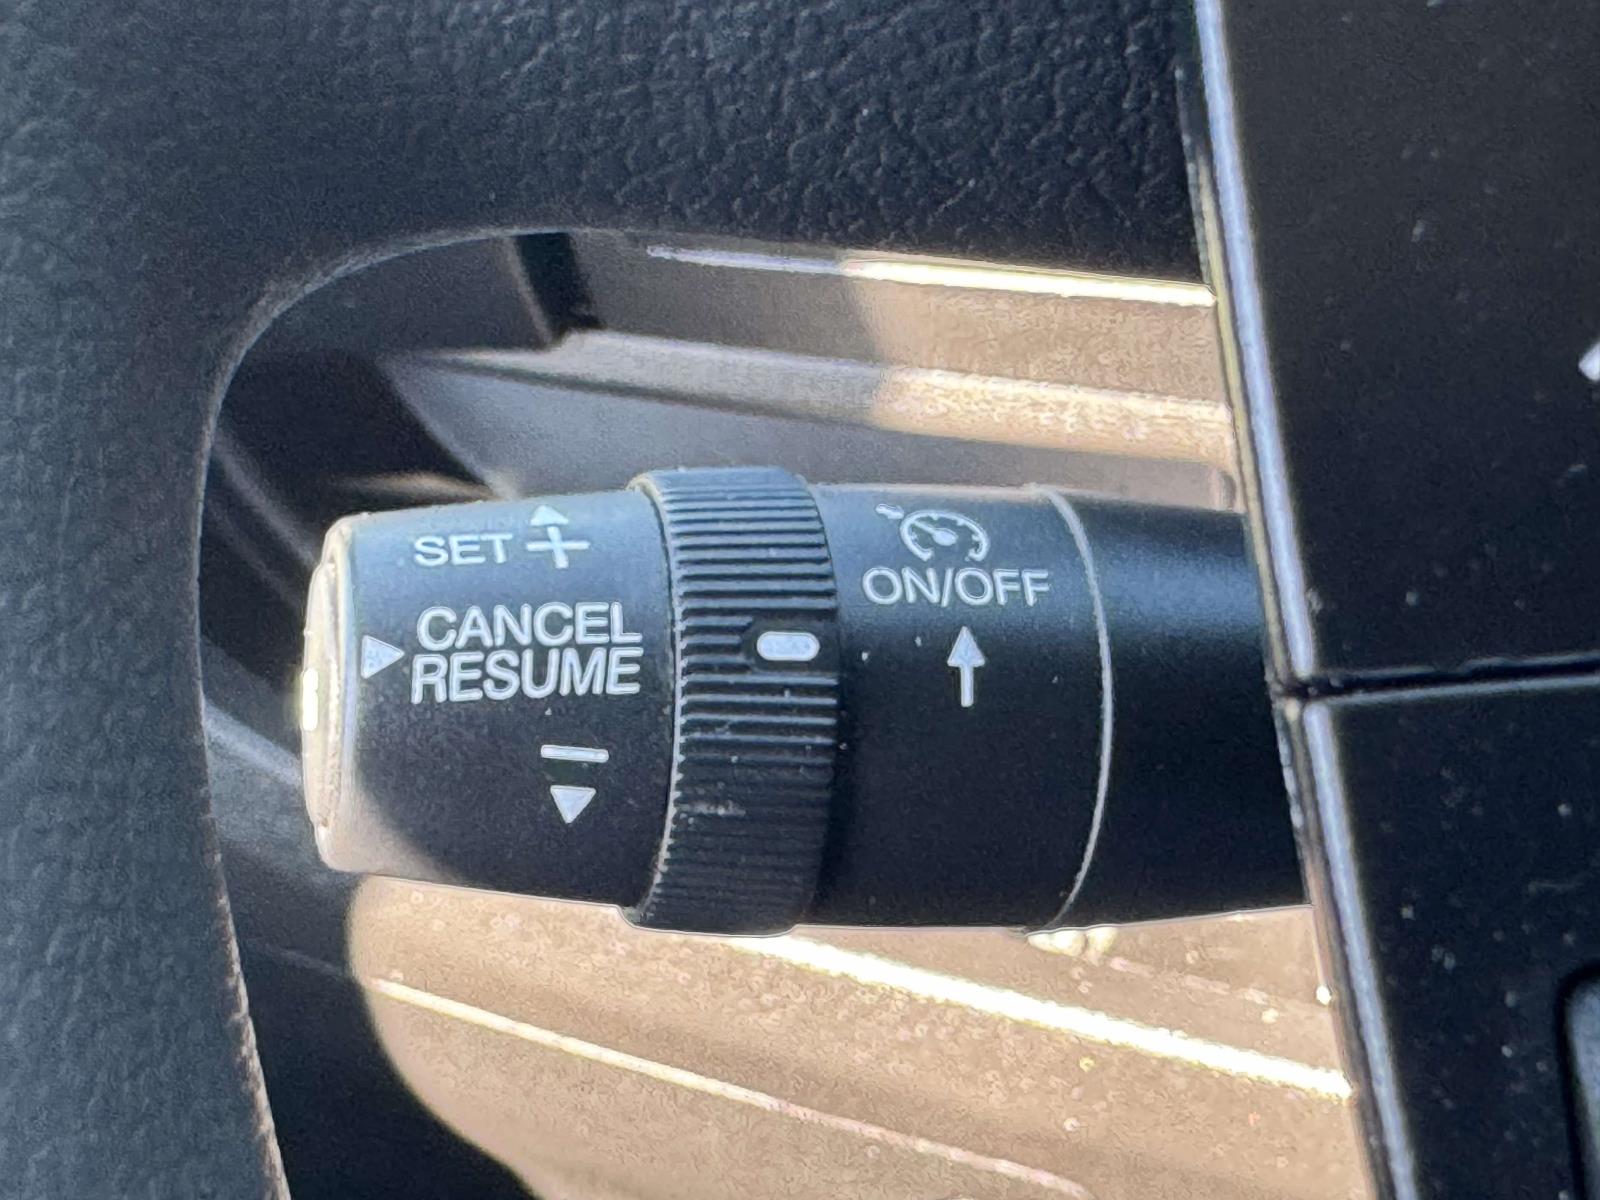 SET +
CANCEL
RESUME
ON/OFF